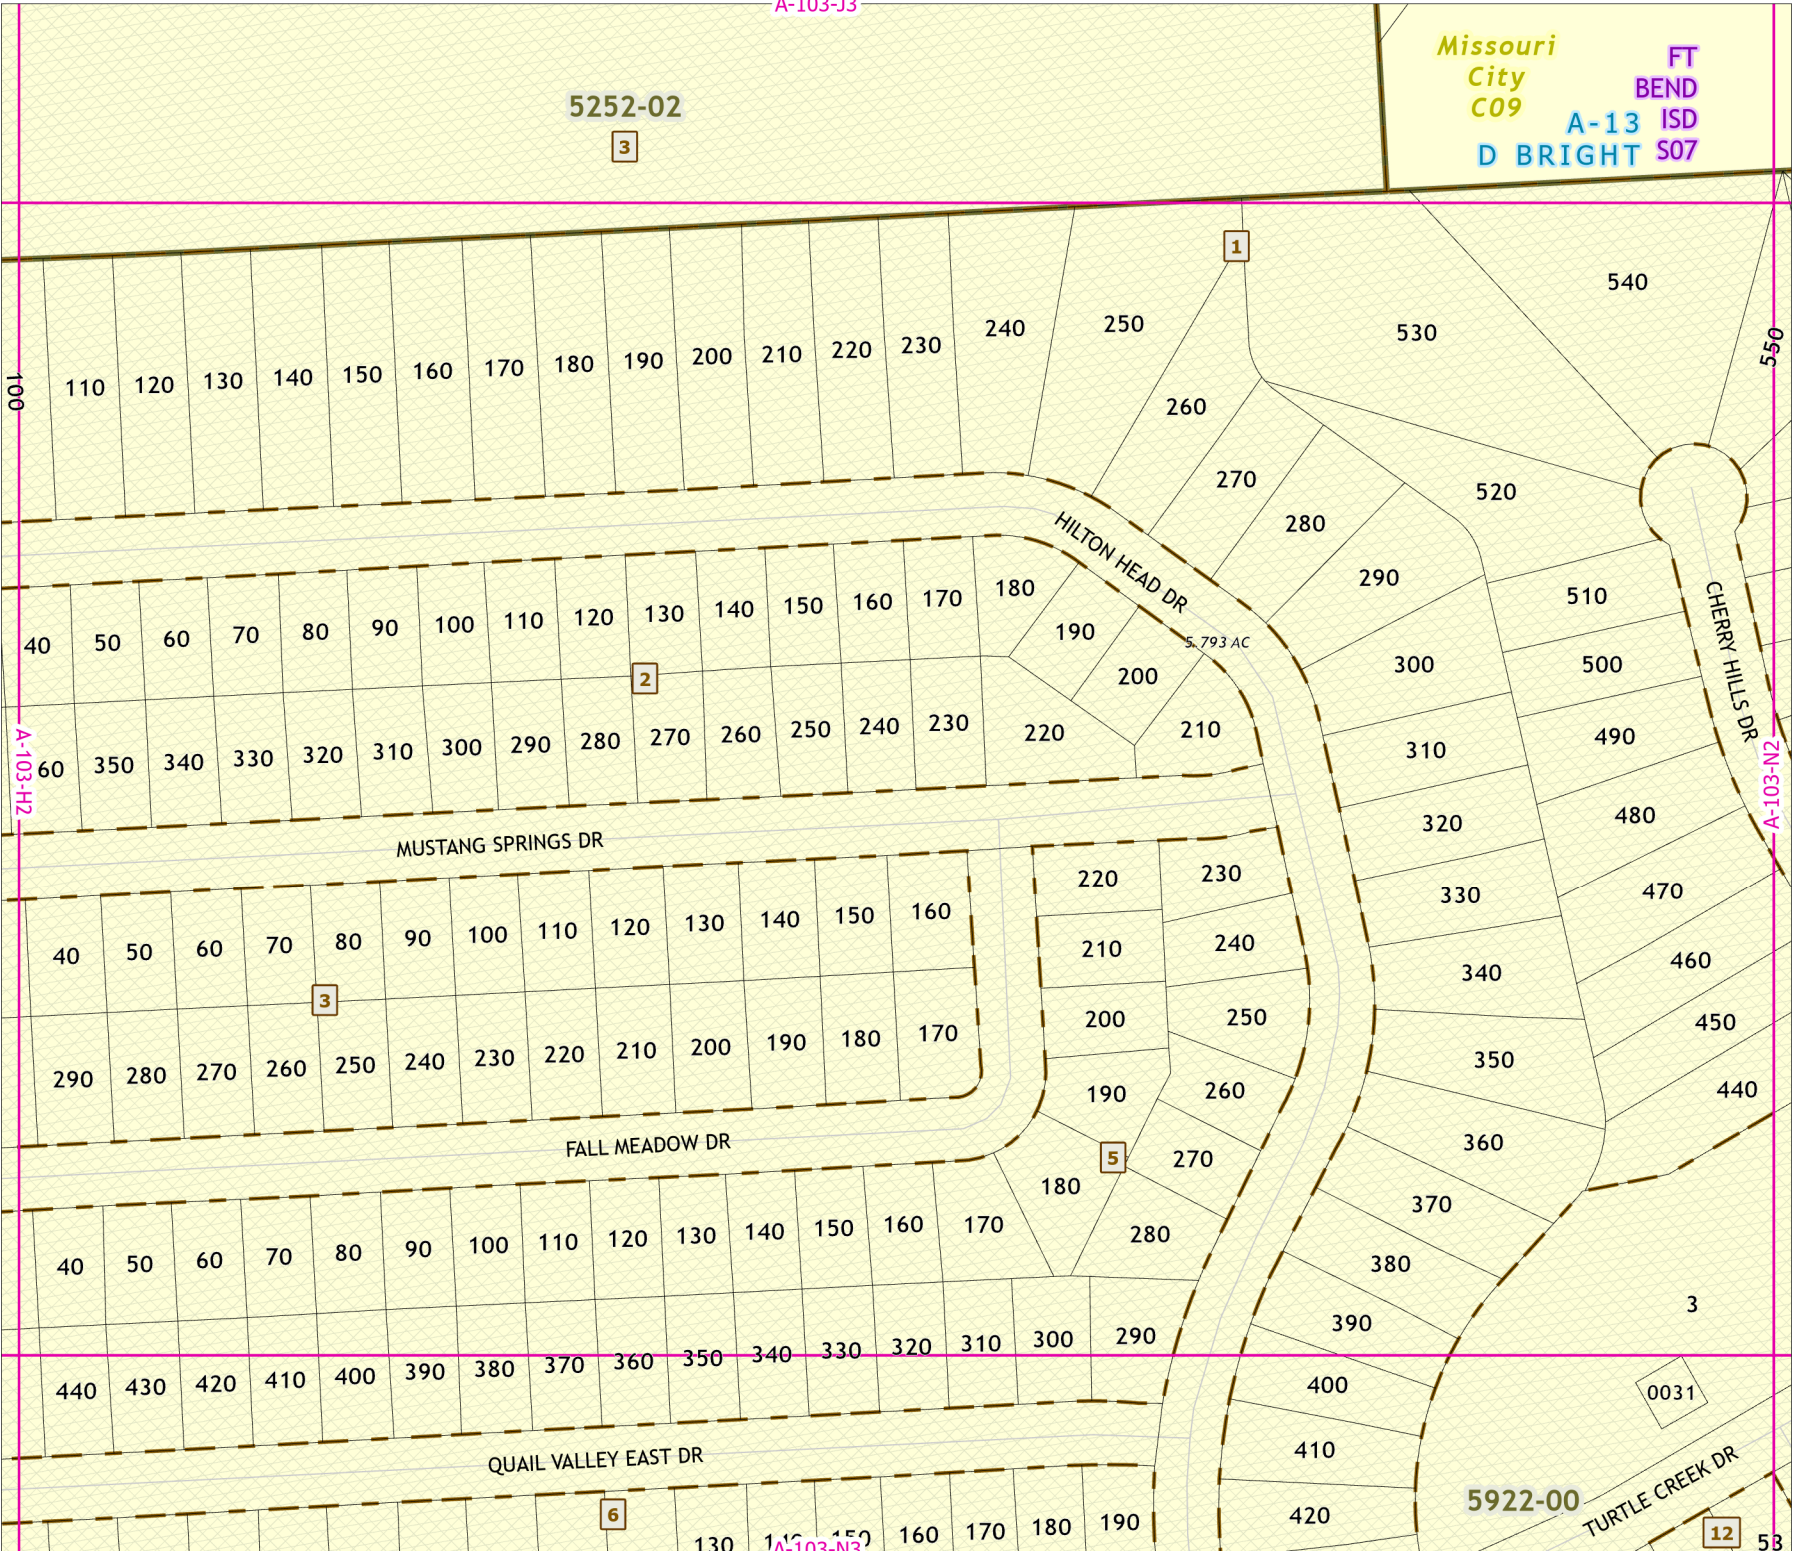 A-103-J3
Missouri
City
C09
FT
BEND
ISD
S07
A-13
D BRIGHT
5252-02
3
1
540
530
550
250
240
230
220
210
200
190
180
170
160
150
140
130
120
110
100
260
270
280
520
HILTON HEAD DR
290
510
CHERRY HILLS DR
40 50 60 70 80 90 100 110 120 130 140 150 160 170 180
190
5.793 AC
200
210
300
500
2
60 350 340 330 320 310 300 290 280 270 260 250 240 230 220
A-103-H2
A-103-N2
310
490
320
480
MUSTANG SPRINGS DR
220 230
330
470
40 50 60 70 80 90 100 110 120 130 140 150 160
210 240
340
460
3
200 250
450
290 280 270 260 250 240 230 220 210 200 190 180 170
350
190 260
440
FALL MEADOW DR
360
5
270
180
370
40 50 60 70 80 90 100 110 120 130 140 150 160 170
280
380
3
390
440 430 420 410 400 390 380 370 360 350 340 330 320 310 300 290
400
0031
410
QUAIL VALLEY EAST DR
TURTLE CREEK DR
5922-00
6
420
12
53
130 150 160 170 180 190
A-103-N3